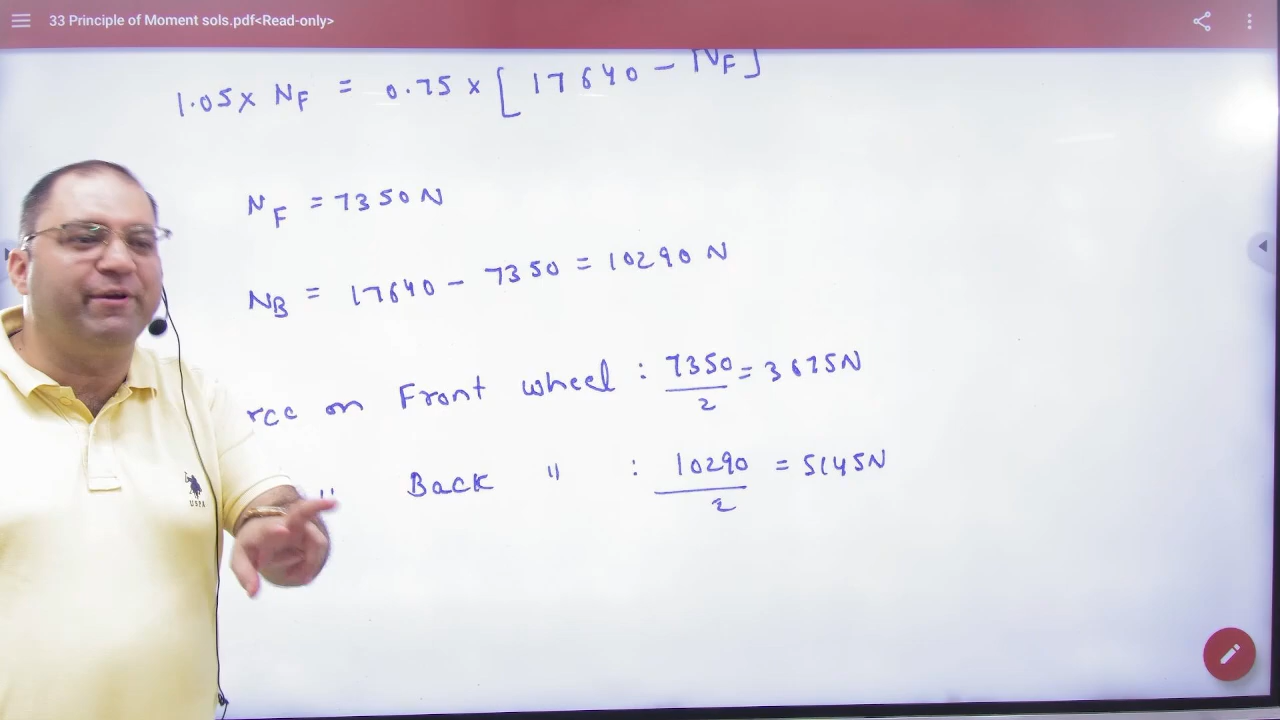 33 Principle of Moment sols.pdf<Read-only>
1.05 x N_F = 0.75 x [17640 - N_F]
N_F = 7350 N
N_B = 17640 - 7350 = 10290 N
rce on Front wheel : 7350/2 = 3675N
" Back " : 10290/2 = 5145N
USPA